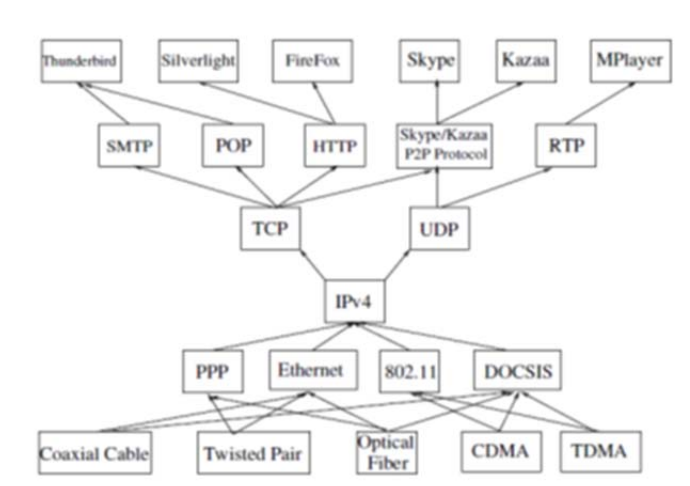 Thunderbird
Silverlight
FireFox
Skype
Kazaa
MPlayer
SMTP
POP
HTTP
Skype/Kazaa
P2P Protocol
RTP
TCP
UDP
IPv4
PPP
Ethernet
802.11
DOCSIS
Coaxial Cable
Twisted Pair
Optical
Fiber
CDMA
TDMA